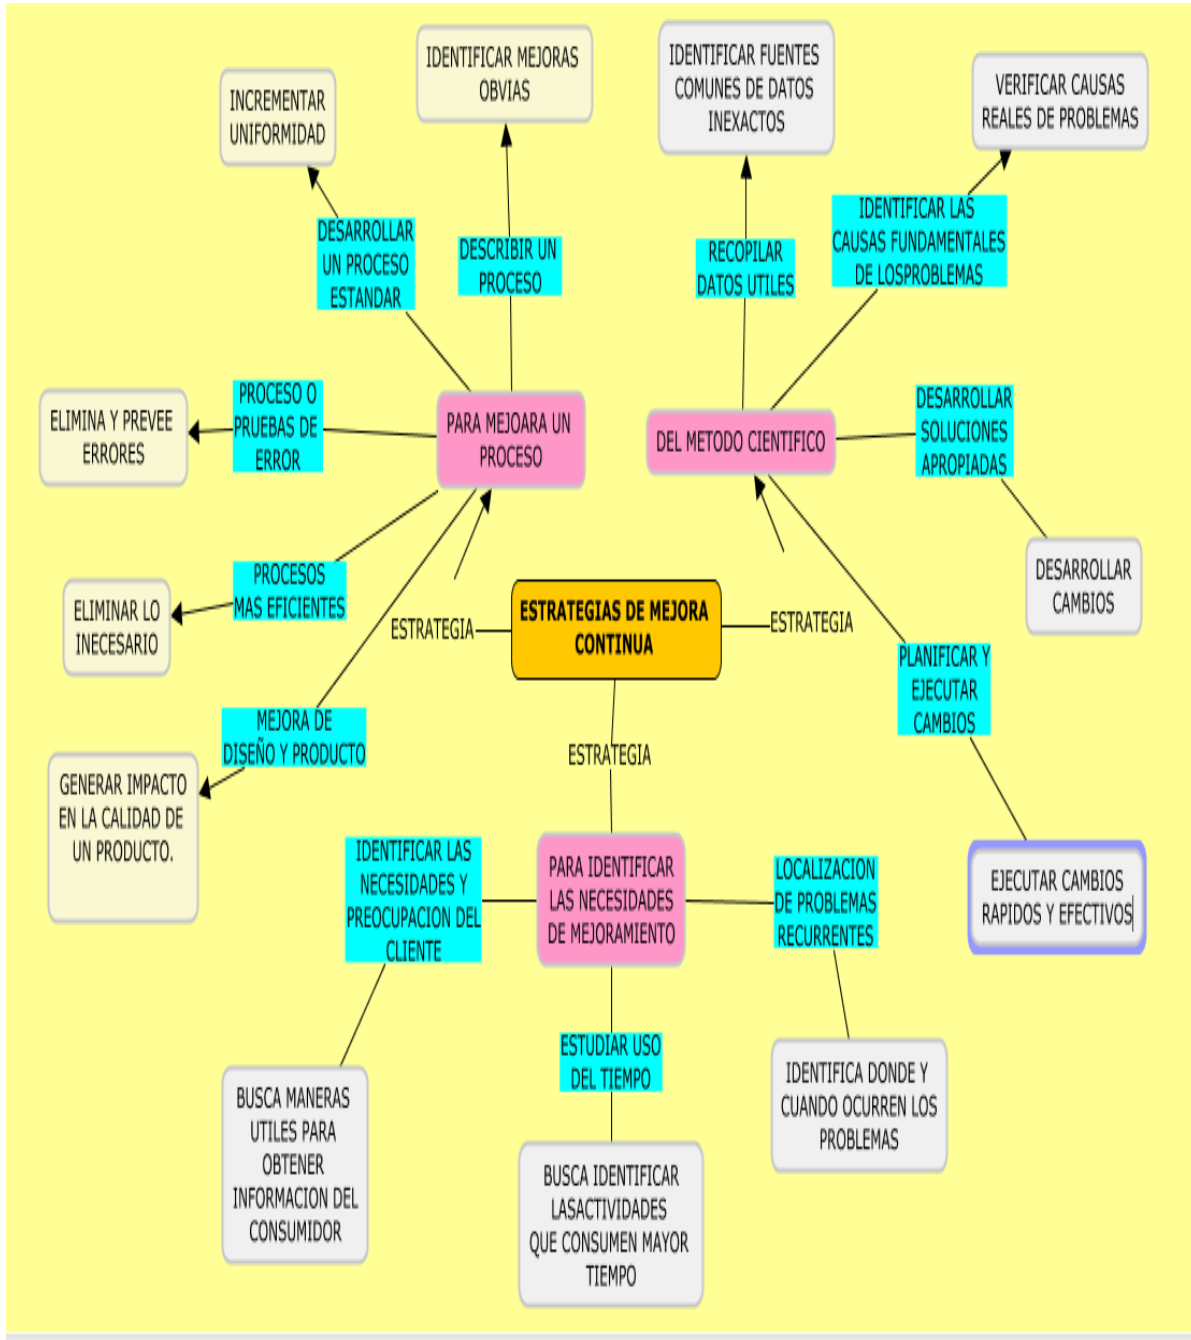 IDENTIFICAR MEJORAS
OBVIAS
IDENTIFICAR FUENTES
COMUNES DE DATOS
INEXACTOS
VERIFICAR CAUSAS
REALES DE PROBLEMAS
INCREMENTAR
UNIFORMIDAD
DESARROLLAR
UN PROCESO
ESTANDAR
DESCRIBIR UN
PROCESO
RECOPILAR
DATOS UTILES
IDENTIFICAR LAS
CAUSAS FUNDAMENTALES
DE LOSPROBLEMAS
ELIMINA Y PREVEE
ERRORES
PROCESO O
PRUEBAS DE
ERROR
PARA MEJOARA UN
PROCESO
DEL METODO CIENTIFICO
DESARROLLAR
SOLUCIONES
APROPIADAS
ELIMINAR LO
INECESARIO
PROCESOS
MAS EFICIENTES
ESTRATEGIA
ESTRATEGIAS DE MEJORA
CONTINUA
ESTRATEGIA
DESARROLLAR
CAMBIOS
PLANIFICAR Y
EJECUTAR
CAMBIOS
MEJORA DE
DISEÑO Y PRODUCTO
ESTRATEGIA
GENERAR IMPACTO
EN LA CALIDAD DE
UN PRODUCTO.
IDENTIFICAR LAS
NECESIDADES Y
PREOCUPACION DEL
CLIENTE
PARA IDENTIFICAR
LAS NECESIDADES
DE MEJORAMIENTO
LOCALIZACION
DE PROBLEMAS
RECURRENTES
EJECUTAR CAMBIOS
RAPIDOS Y EFECTIVOS
BUSCA MANERAS
UTILES PARA
OBTENER
INFORMACION DEL
CONSUMIDOR
ESTUDIAR USO
DEL TIEMPO
IDENTIFICA DONDE Y
CUANDO OCURREN LOS
PROBLEMAS
BUSCA IDENTIFICAR
LASACTIVIDADES
QUE CONSUMEN MAYOR
TIEMPO